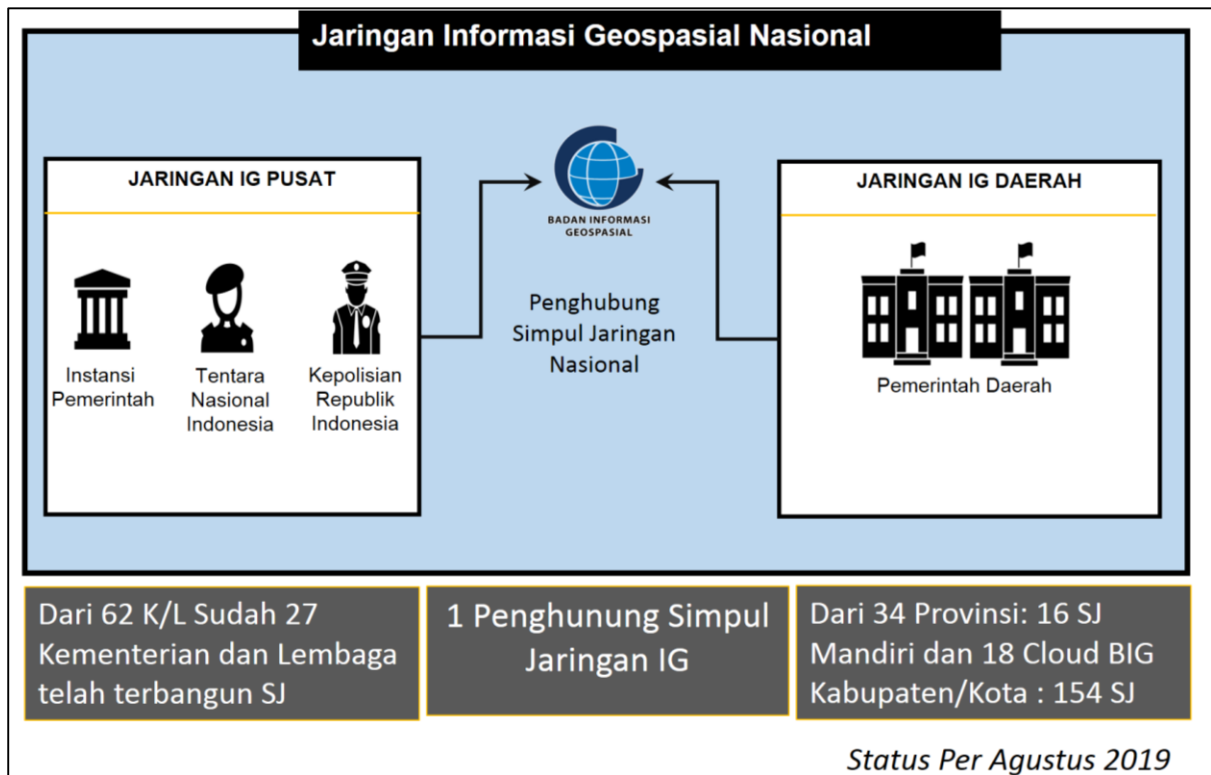 Jaringan Informasi Geospasial Nasional
JARINGAN IG PUSAT
Instansi
Pemerintah
Tentara
Nasional
Indonesia
Kepolisian
Republik
Indonesia
BADAN INFORMASI
GEOSPASIAL
Penghubung
Simpul Jaringan
Nasional
JARINGAN IG DAERAH
Pemerintah Daerah
Dari 62 K/L Sudah 27
Kementerian dan Lembaga
telah terbangun SJ
1 Penghunung Simpul
Jaringan IG
Dari 34 Provinsi: 16 SJ
Mandiri dan 18 Cloud BIG
Kabupaten/Kota : 154 SJ
Status Per Agustus 2019